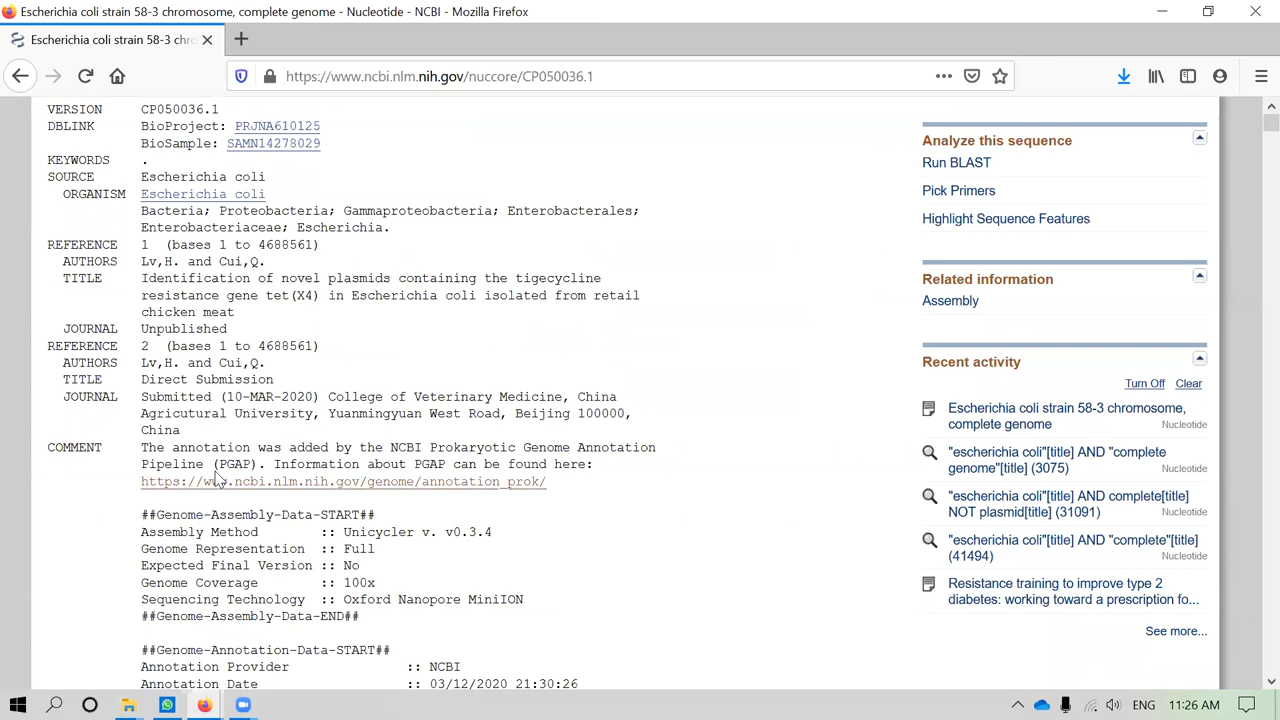 Escherichia coli strain 58-3 chromosome, complete genome - Nucleotide - NCBI - Mozilla Firefox
Escherichia coli strain 58-3 chro
https://www.ncbi.nlm.nih.gov/nuccore/CP050036.1
VERSION CP050036.1
DBLINK BioProject: PRJNA610125
BioSample: SAMN14278029
KEYWORDS .
SOURCE Escherichia coli
ORGANISM Escherichia coli
Bacteria; Proteobacteria; Gammaproteobacteria; Enterobacterales;
Enterobacteriaceae; Escherichia.
REFERENCE 1 (bases 1 to 4688561)
AUTHORS Lv,H. and Cui,Q.
TITLE Identification of novel plasmids containing the tigecycline
resistance gene tet(X4) in Escherichia coli isolated from retail
chicken meat
JOURNAL Unpublished
REFERENCE 2 (bases 1 to 4688561)
AUTHORS Lv,H. and Cui,Q.
TITLE Direct Submission
JOURNAL Submitted (10-MAR-2020) College of Veterinary Medicine, China
Agricutural University, Yuanmingyuan West Road, Beijing 100000,
China
COMMENT The annotation was added by the NCBI Prokaryotic Genome Annotation
Pipeline (PGAP). Information about PGAP can be found here:
https://www.ncbi.nlm.nih.gov/genome/annotation_prok/
##Genome-Assembly-Data-START##
Assembly Method :: Unicycler v. v0.3.4
Genome Representation :: Full
Expected Final Version :: No
Genome Coverage :: 100x
Sequencing Technology :: Oxford Nanopore MiniION
##Genome-Assembly-Data-END##
##Genome-Annotation-Data-START##
Annotation Provider :: NCBI
Annotation Date :: 03/12/2020 21:30:26
Analyze this sequence
Run BLAST
Pick Primers
Highlight Sequence Features
Related information
Assembly
Recent activity
Turn Off Clear
Escherichia coli strain 58-3 chromosome,
complete genome
Nucleotide
"escherichia coli"[title] AND "complete
genome"[title] (3075)
Nucleotide
"escherichia coli"[title] AND complete[title]
NOT plasmid[title] (31091)
Nucleotide
"escherichia coli"[title] AND "complete"[title]
(41494)
Nucleotide
Resistance training to improve type 2
diabetes: working toward a prescription fo...
See more...
ENG 11:26 AM